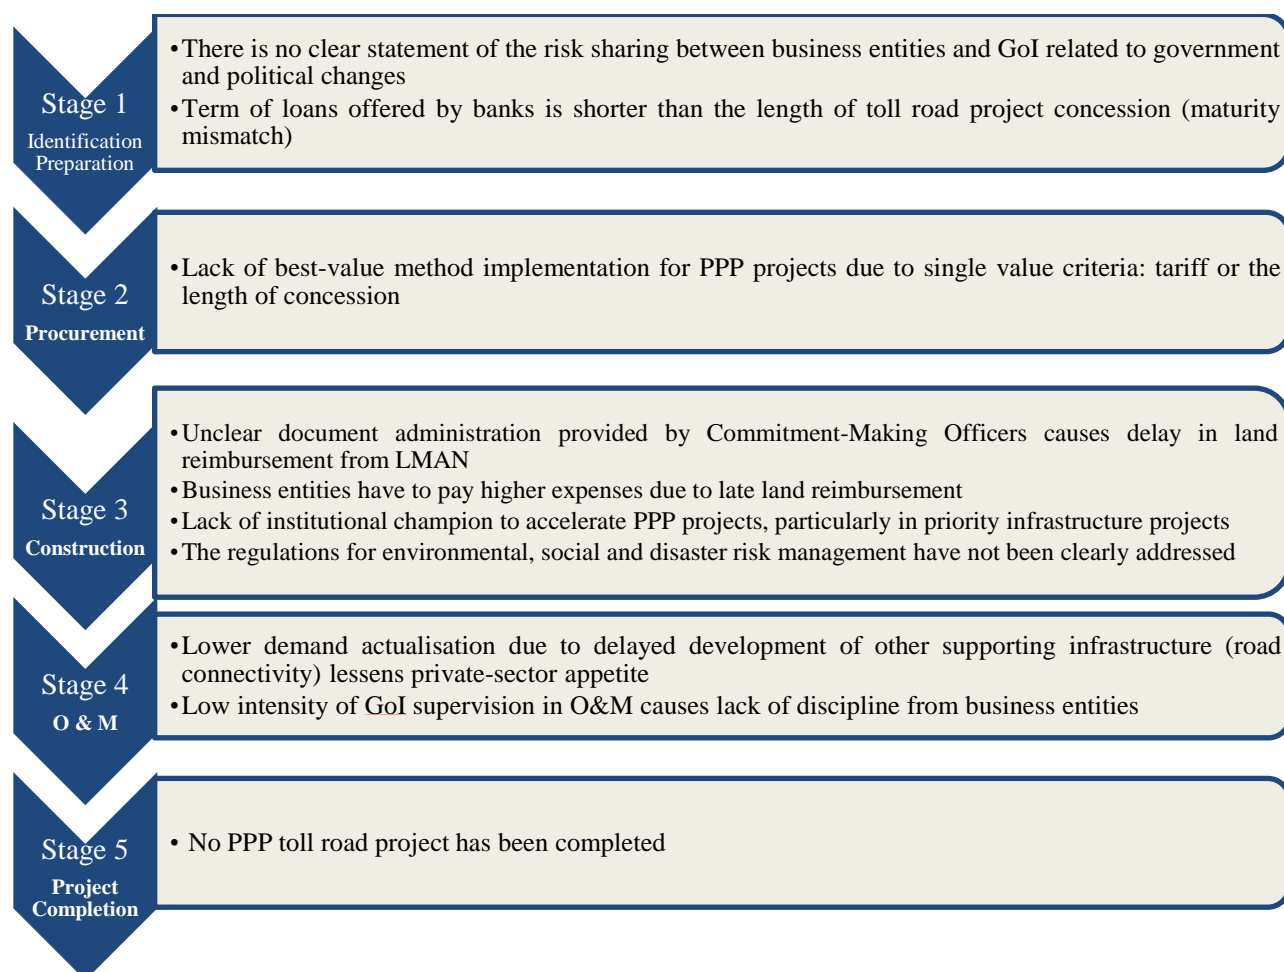 Stage 1
Identification
Preparation
•There is no clear statement of the risk sharing between business entities and GoI related to government
and political changes
•Term of loans offered by banks is shorter than the length of toll road project concession (maturity
mismatch)
Stage 2
Procurement
•Lack of best-value method implementation for PPP projects due to single value criteria: tariff or the
length of concession
Stage 3
Construction
•Unclear document administration provided by Commitment-Making Officers causes delay in land
reimbursement from LMAN
•Business entities have to pay higher expenses due to late land reimbursement
•Lack of institutional champion to accelerate PPP projects, particularly in priority infrastructure projects
•The regulations for environmental, social and disaster risk management have not been clearly addressed
Stage 4
O & M
•Lower demand actualisation due to delayed development of other supporting infrastructure (road
connectivity) lessens private-sector appetite
•Low intensity of GoI supervision in O&M causes lack of discipline from business entities
Stage 5
Project
Completion
• No PPP toll road project has been completed